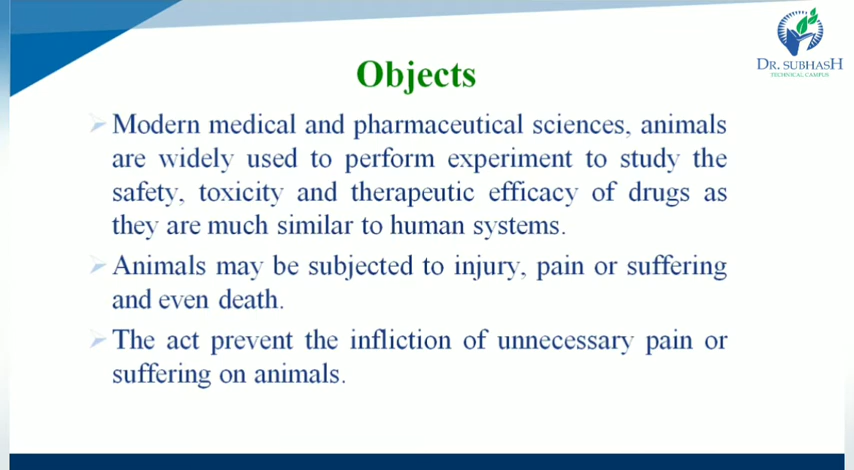 DR. SUBHASH
TECHNICAL CAMPUS
Objects
Modern medical and pharmaceutical sciences, animals
are widely used to perform experiment to study the
safety, toxicity and therapeutic efficacy of drugs as
they are much similar to human systems.
Animals may be subjected to injury, pain or suffering
and even death.
The act prevent the infliction of unnecessary pain or
suffering on animals.